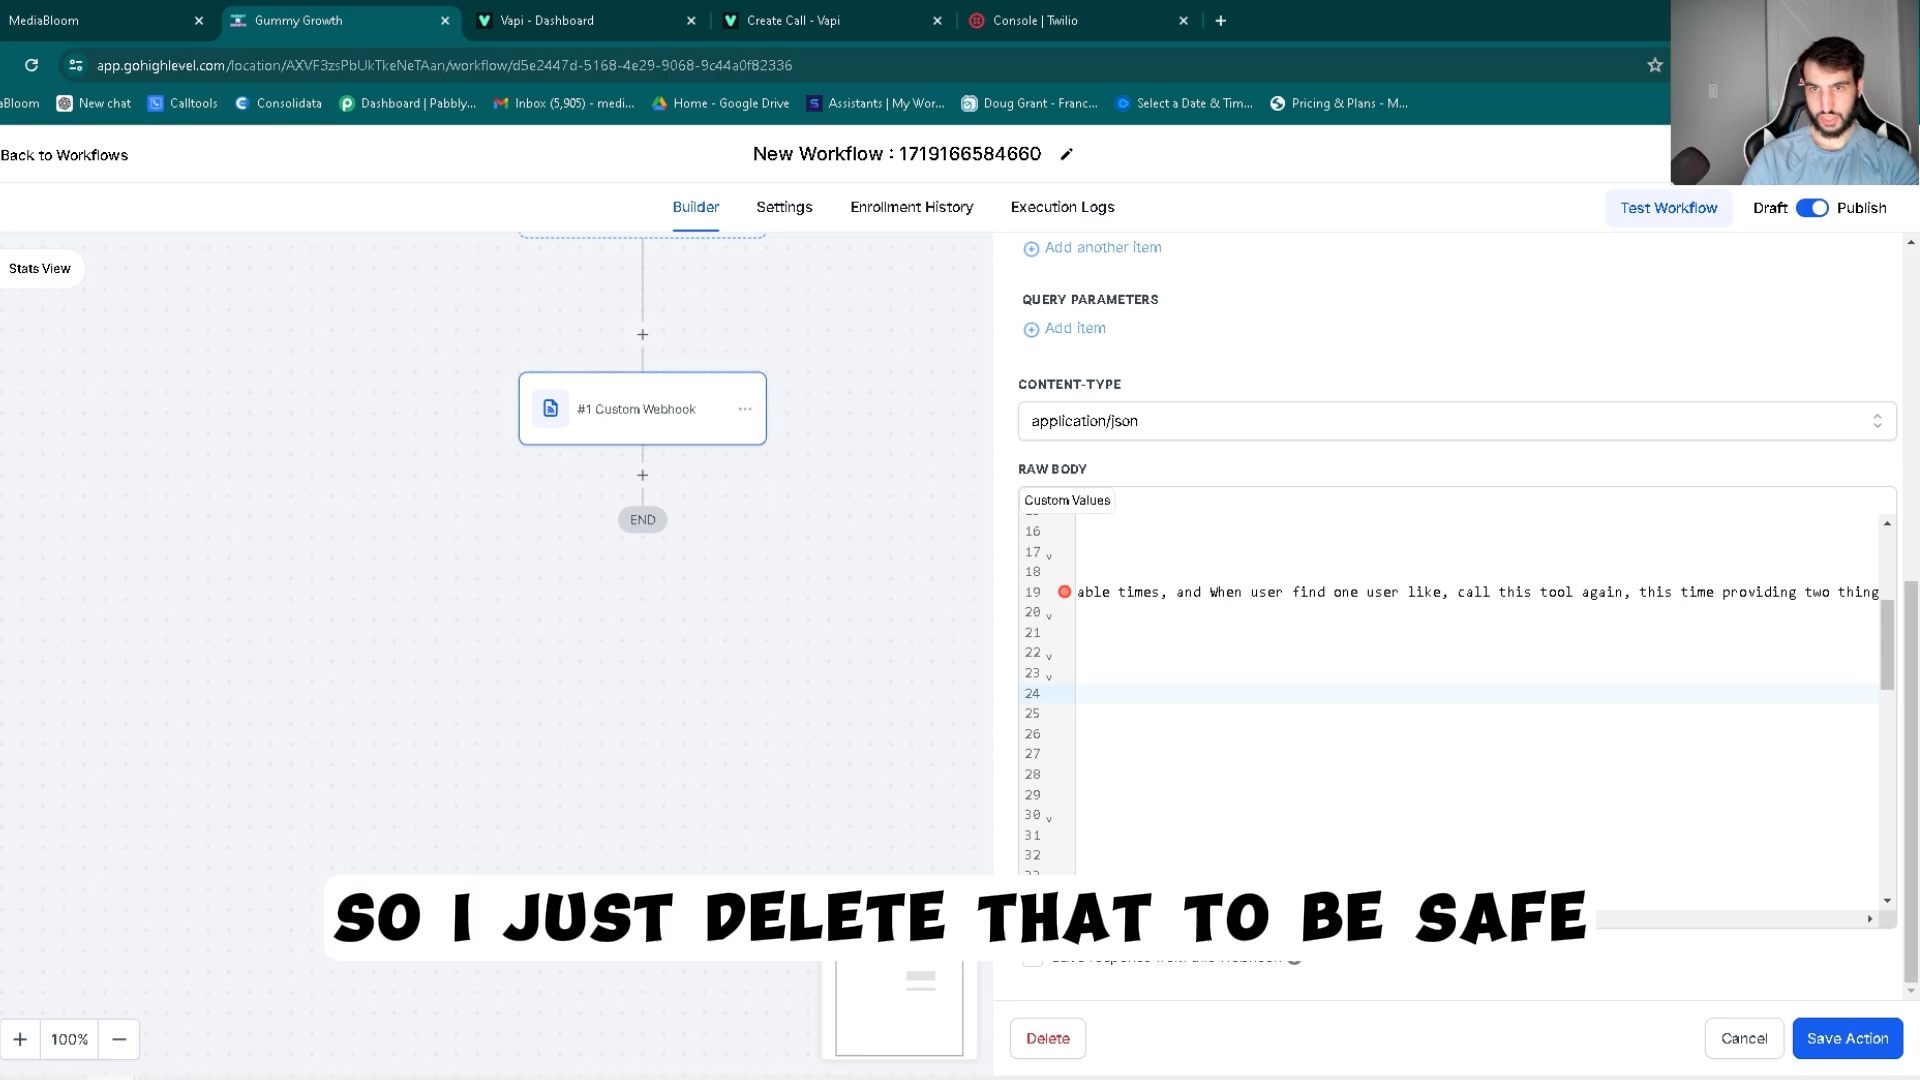 MediaBloom
Gummy Growth
Vapi - Dashboard
Create Call - Vapi
Console | Twilio
app.gohighlevel.com/location/AXVF3zsPbUkTkeNeTAan/workflow/d5e2447d-5168-4e29-9068-9c44a0f82336
aBloom
New chat
Calltools
Consolidata
Dashboard | Pabbly...
Inbox (5,905) - medi...
Home - Google Drive
Assistants | My Wor...
Doug Grant - Franc...
Select a Date & Tim...
Pricing & Plans - M...
Back to Workflows
New Workflow : 1719166584660
Builder
Settings
Enrollment History
Execution Logs
Test Workflow
Draft
Publish
Stats View
#1 Custom Webhook
END
Add another item
QUERY PARAMETERS
Add item
CONTENT-TYPE
application/json
RAW BODY
Custom Values
16
17
18
19 able times, and When user find one user like, call this tool again, this time providing two thing
20
21
22
23
24
25
26
27
28
29
30
31
32
SO I JUST DELETE THAT TO BE SAFE
100%
Delete
Cancel
Save Action